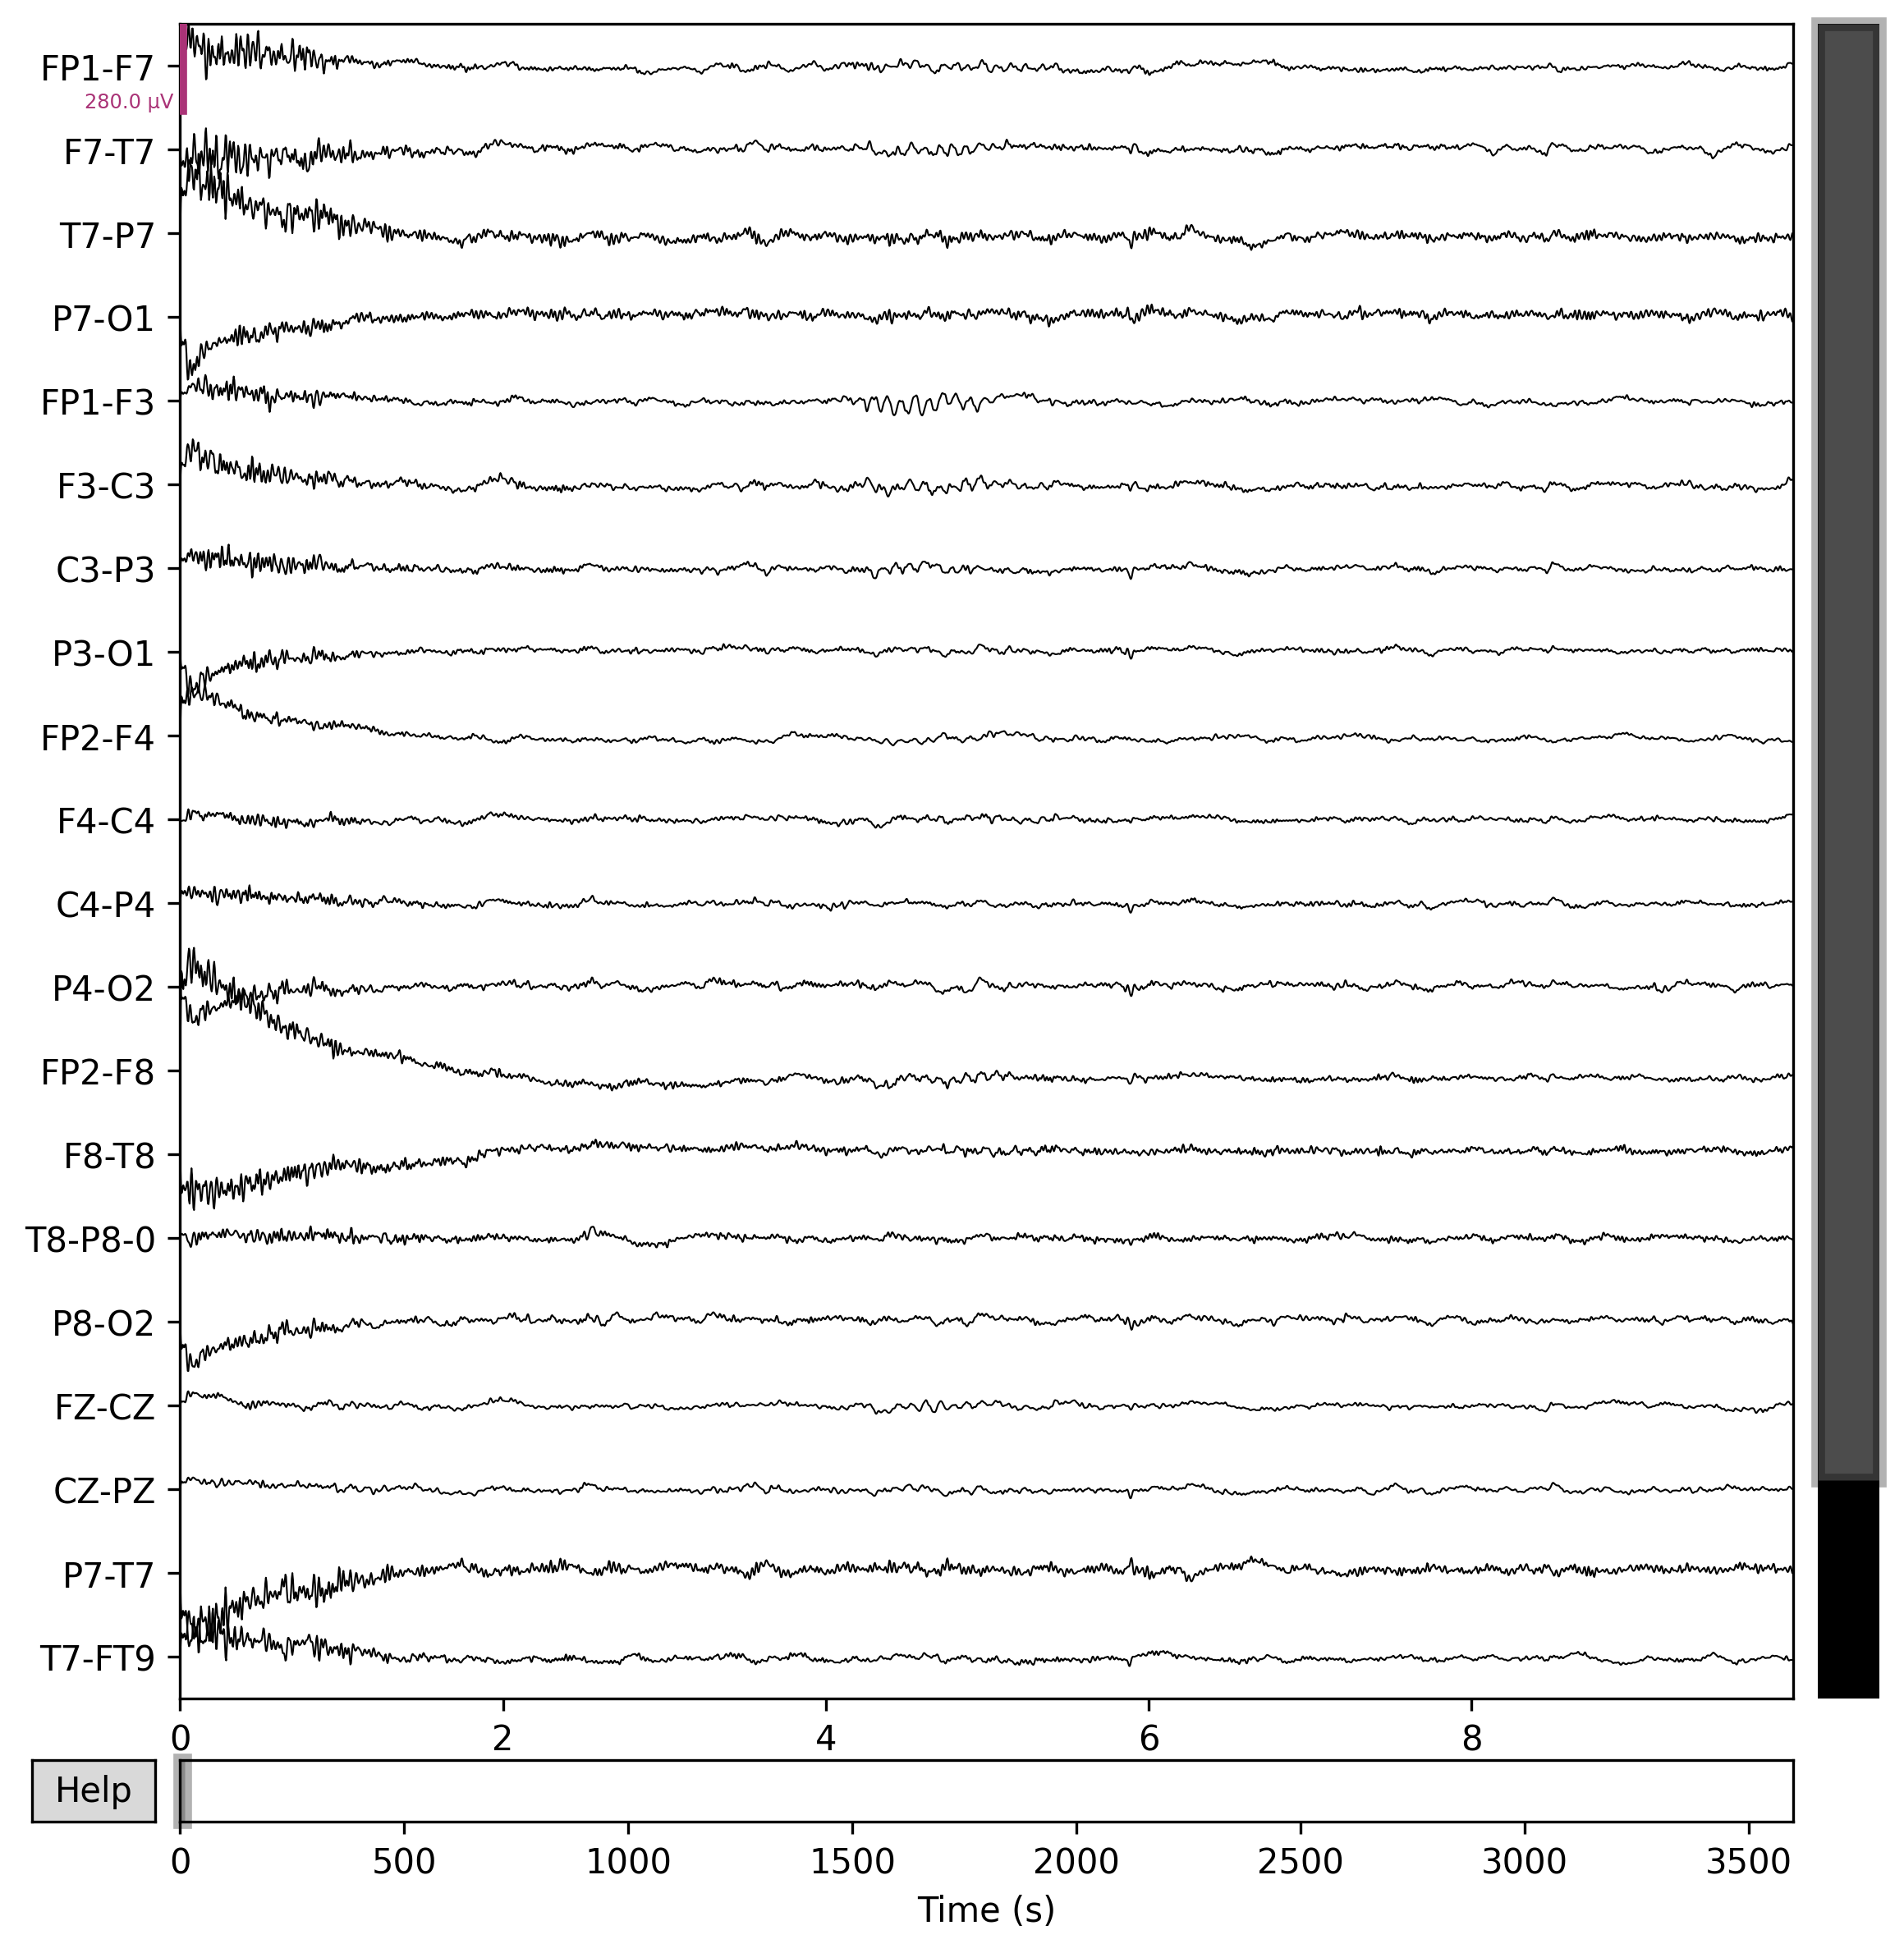 FP1-F7
280.0 µV
F7-T7
T7-P7
P7-O1
FP1-F3
F3-C3
C3-P3
P3-O1
FP2-F4
F4-C4
C4-P4
P4-O2
FP2-F8
F8-T8
T8-P8-0
P8-O2
FZ-CZ
CZ-PZ
P7-T7
T7-FT9
0 2 4 6 8
Help
0 500 1000 1500 2000 2500 3000 3500
Time (s)